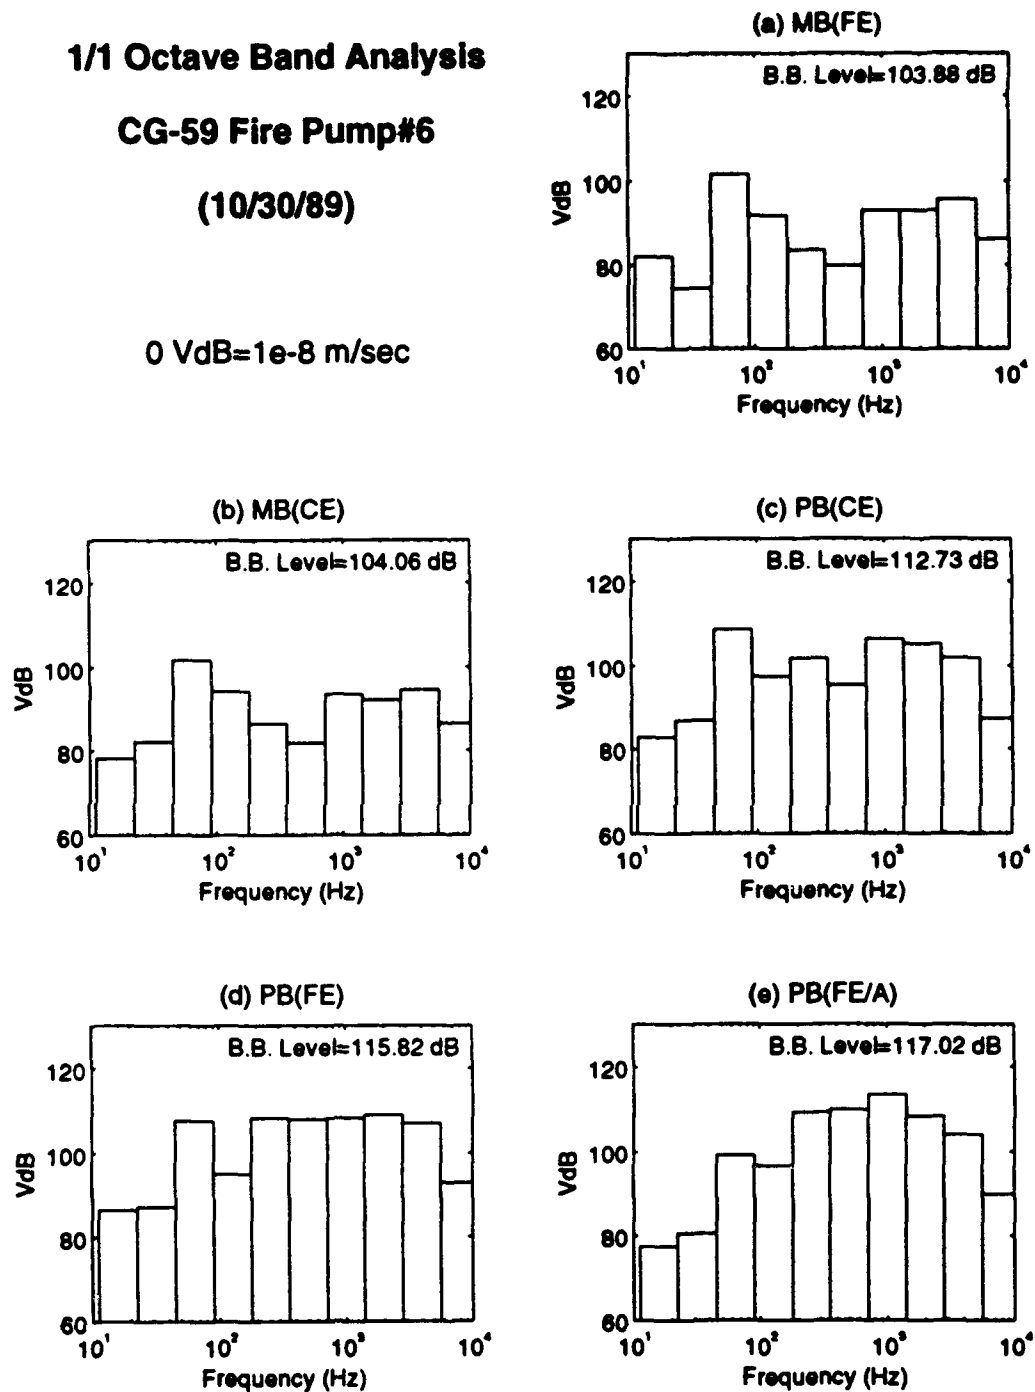 1/1 Octave Band Analysis
CG-59 Fire Pump#6
(10/30/89)
0 VdB=1e-8 m/sec
(a) MB(FE)
B.B. Level=103.88 dB
120
100
80
60
VdB
10¹ 10² 10³ 10⁴
Frequency (Hz)
(b) MB(CE)
B.B. Level=104.06 dB
120
100
80
60
VdB
10¹ 10² 10³ 10⁴
Frequency (Hz)
(c) PB(CE)
B.B. Level=112.73 dB
120
100
80
60
VdB
10¹ 10² 10³ 10⁴
Frequency (Hz)
(d) PB(FE)
B.B. Level=115.82 dB
120
100
80
60
VdB
10¹ 10² 10³ 10⁴
Frequency (Hz)
(e) PB(FE/A)
B.B. Level=117.02 dB
120
100
80
60
VdB
10¹ 10² 10³ 10⁴
Frequency (Hz)